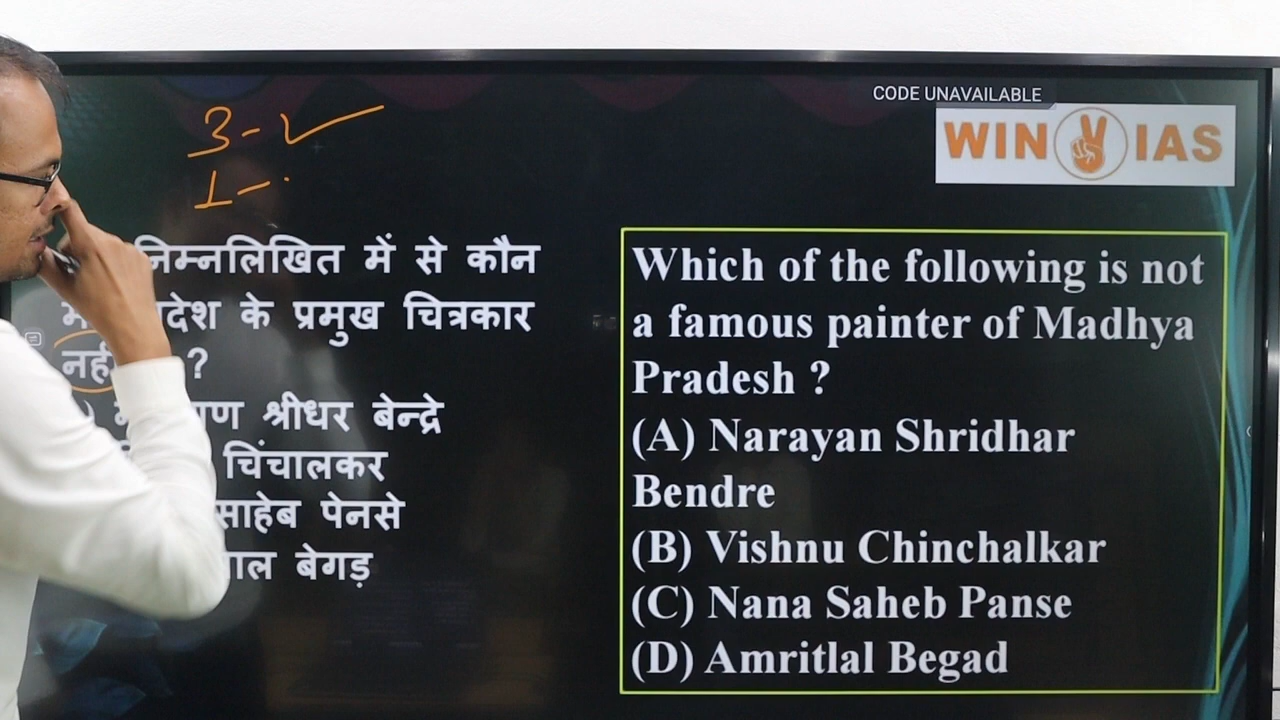 CODE UNAVAILABLE
WIN IAS
3-✓
1-.
निम्नलिखित में से कौन
के प्रमुख चित्रकार
?
श्रीधर बेन्द्रे
चिंचालकर
पेनसे
बेगड़
Which of the following is not
a famous painter of Madhya
Pradesh ?
(A) Narayan Shridhar
Bendre
(B) Vishnu Chinchalkar
(C) Nana Saheb Panse
(D) Amritlal Begad